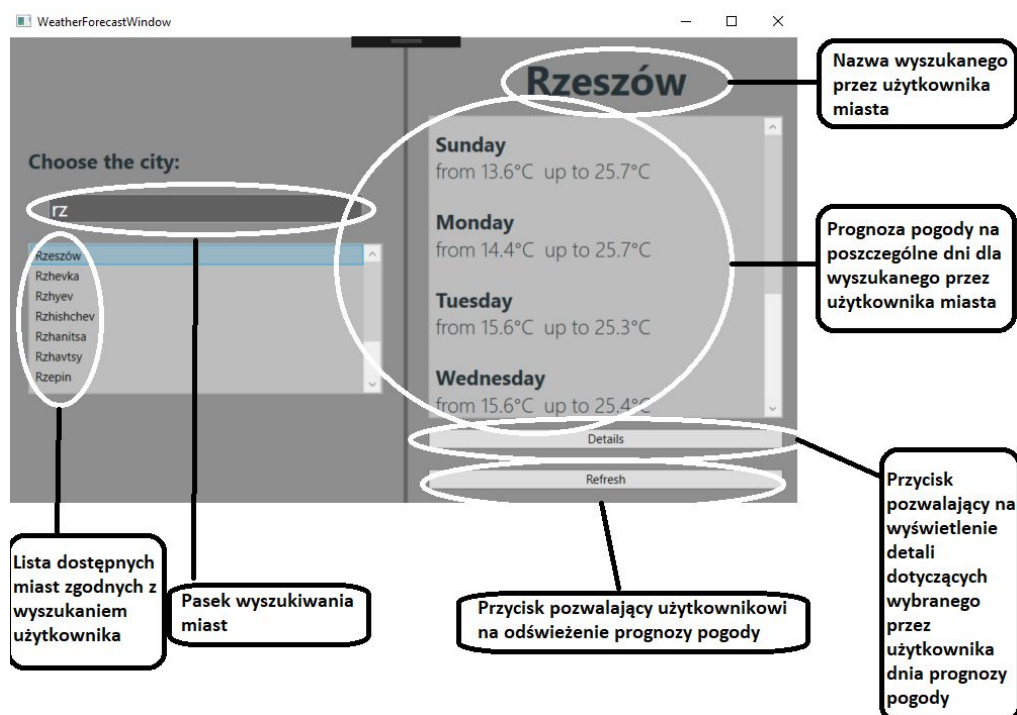 WeatherForecastWindow
Choose the city:
rz
Rzeszów
Rzhevka
Rzhyev
Rzhishchev
Rzhanitsa
Rzhavtsy
Rzepin
Rzeszów
Sunday
from 13.6°C up to 25.7°C
Monday
from 14.4°C up to 25.7°C
Tuesday
from 15.6°C up to 25.3°C
Wednesday
from 15.6°C up to 25.4°C
Details
Refresh
Nazwa wyszukanego
przez użytkownika
miasta
Prognoza pogody na
poszczególne dni dla
wyszukanego przez
użytkownika miasta
Przycisk
pozwalający na
wyświetlenie
detali
dotyczących
wybranego
przez
użytkownika
dnia prognozy
pogody
Lista dostępnych
miast zgodnych z
wyszukaniem
użytkownika
Pasek wyszukiwania
miast
Przycisk pozwalający użytkownikowi
na odświeżenie prognozy pogody